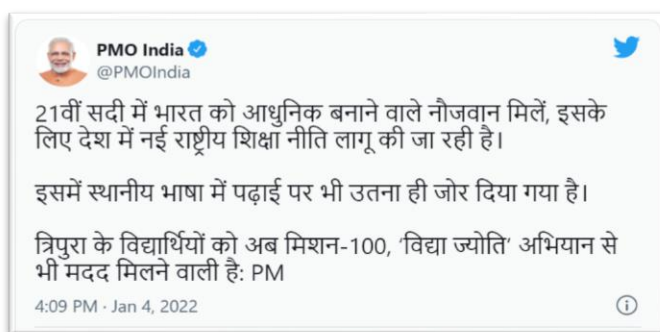 PMO India
@PMOIndia
21वीं सदी में भारत को आधुनिक बनाने वाले नौजवान मिलें, इसके
लिए देश में नई राष्ट्रीय शिक्षा नीति लागू की जा रही है।
इसमें स्थानीय भाषा में पढ़ाई पर भी उतना ही जोर दिया गया है।
त्रिपुरा के विद्यार्थियों को अब मिशन-100, ‘विद्या ज्योति’ अभियान से
भी मदद मिलने वाली है: PM
4:09 PM · Jan 4, 2022